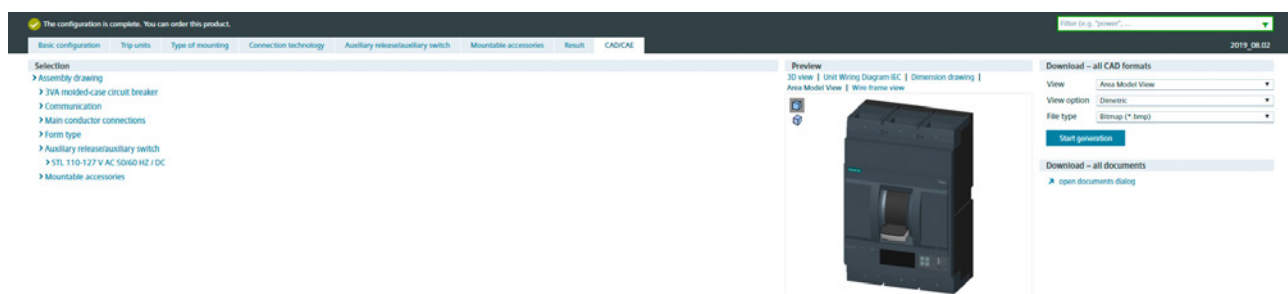 The configuration is complete. You can order this product.
Filter (e.g. "power", ...
Basic configuration Trip units Type of mounting Connection technology Auxiliary release/auxiliary switch Mountable accessories Result CAD/CAE 2019_08.02
Selection
Assembly drawing
3VA molded-case circuit breaker
Communication
Main conductor connections
Form type
Auxiliary release/auxiliary switch
STL 110-127 V AC 50/60 HZ / DC
Mountable accessories
Preview
3D view | Unit Wiring Diagram IEC | Dimension drawing |
Area Model View | Wire frame view
Download – all CAD formats
View Area Model View
View option Dimetric
File type Bitmap (*.bmp)
Start generation
Download – all documents
open documents dialog